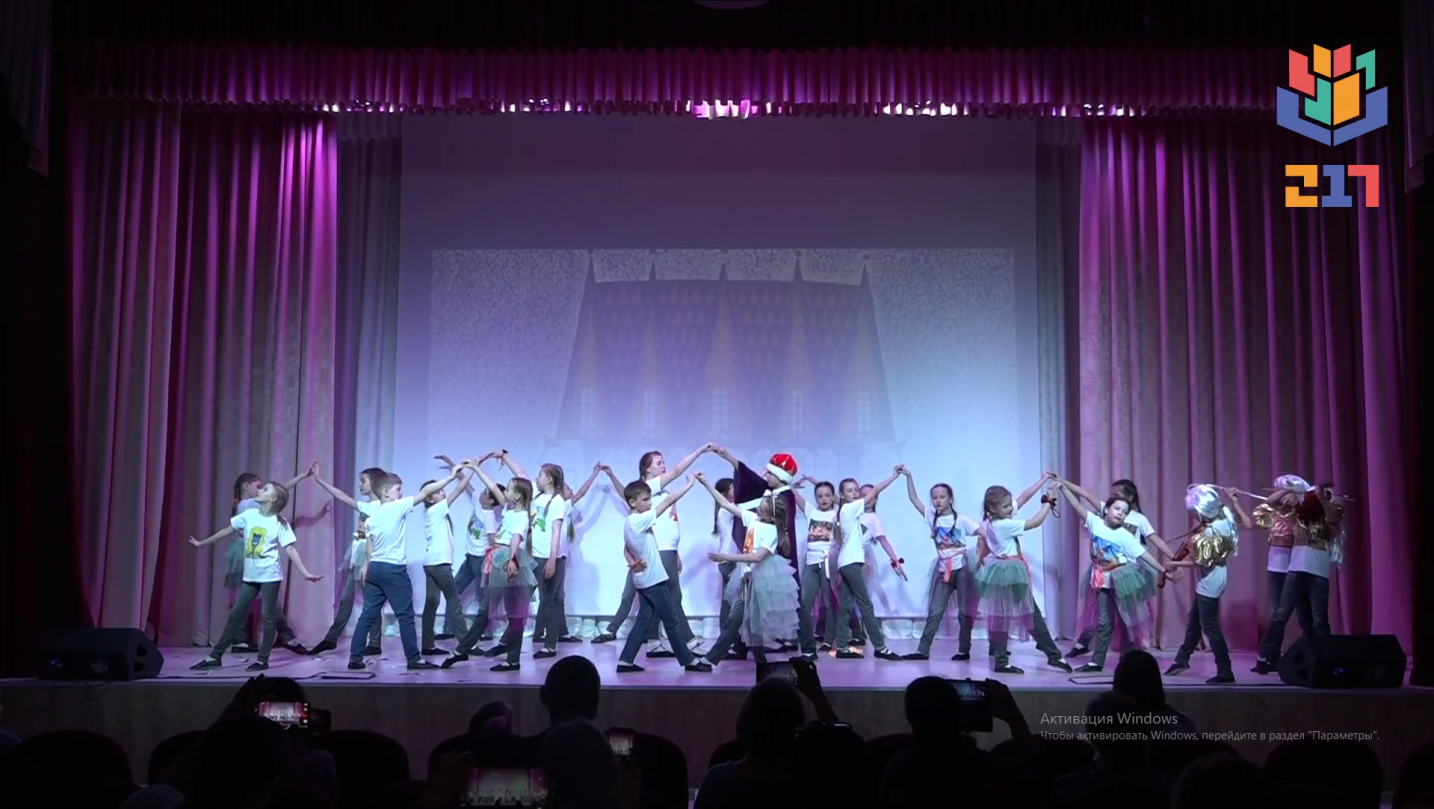 217
Активация Windows
Чтобы активировать Windows, перейдите в раздел "Параметры".